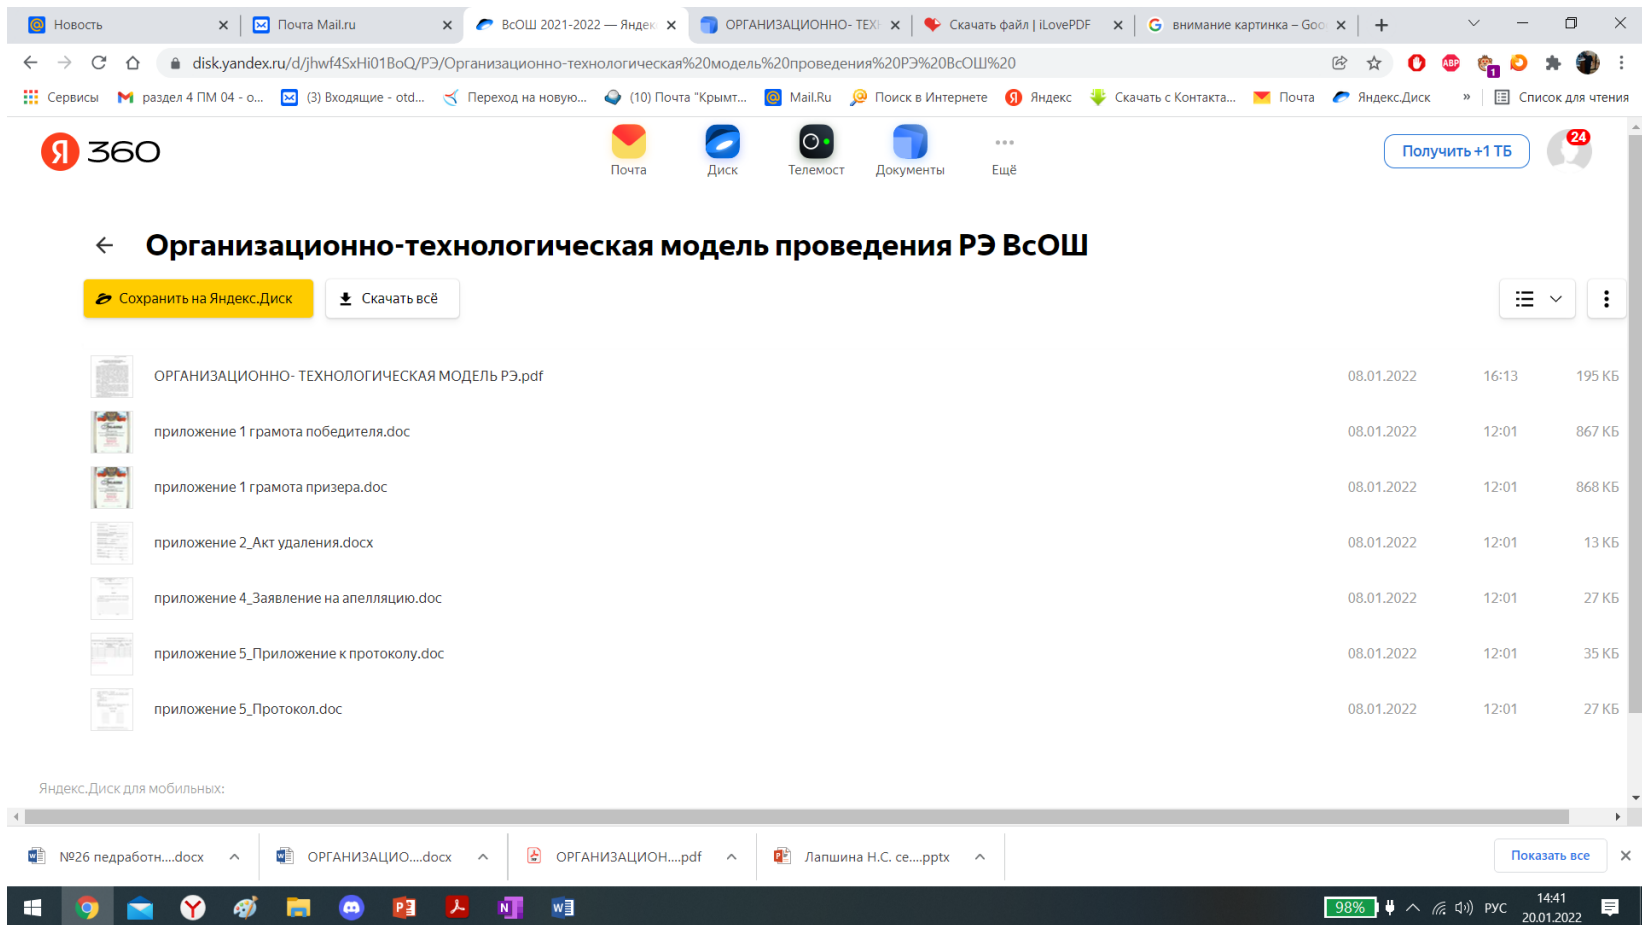 Новость
Почта Mail.ru
ВсОШ 2021-2022 — Яндекс
ОРГАНИЗАЦИОННО- ТЕХН
Скачать файл | iLovePDF
внимание картинка – Goo
disk.yandex.ru/d/jhwf4SxHi01BoQ/РЭ/Организационно-технологическая%20модель%20проведения%20РЭ%20ВсОШ%20
ABP
1
Сервисы
раздел 4 ПМ 04 - о...
(3) Входящие - otd...
Переход на новую...
(10) Почта "Крымт...
Mail.Ru
Поиск в Интернете
Яндекс
Скачать с Контакта...
Почта
Яндекс.Диск
»
Список для чтения
Я 360
Почта
Диск
Телемост
Документы
Ещё
Получить +1 ТБ
24
Организационно-технологическая модель проведения РЭ ВсОШ
Сохранить на Яндекс.Диск
Скачать всё
ОРГАНИЗАЦИОННО- ТЕХНОЛОГИЧЕСКАЯ МОДЕЛЬ РЭ.pdf 08.01.2022 16:13 195 КБ
приложение 1 грамота победителя.doc 08.01.2022 12:01 867 КБ
приложение 1 грамота призера.doc 08.01.2022 12:01 868 КБ
приложение 2_Акт удаления.docx 08.01.2022 12:01 13 КБ
приложение 4_Заявление на апелляцию.doc 08.01.2022 12:01 27 КБ
приложение 5_Приложение к протоколу.doc 08.01.2022 12:01 35 КБ
приложение 5_Протокол.doc 08.01.2022 12:01 27 КБ
Яндекс.Диск для мобильных:
№26 педработн....docx
ОРГАНИЗАЦИО....docx
ОРГАНИЗАЦИОН....pdf
Лапшина Н.С. се....pptx
Показать все
98%
РУС
14:41
20.01.2022